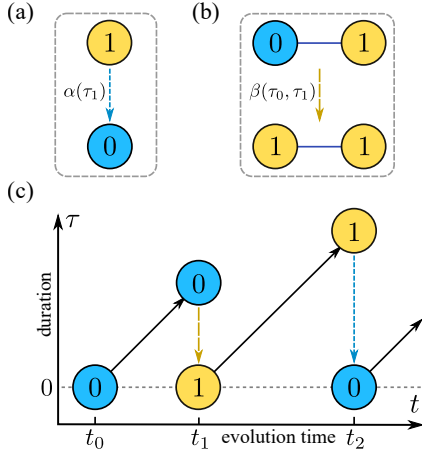 (a)
1
α(τ₁)
0
(b)
0 1
β(τ₀, τ₁)
1 1
(c)
τ
1
0
duration
0 0 1 0
t
t₀ t₁ evolution time t₂